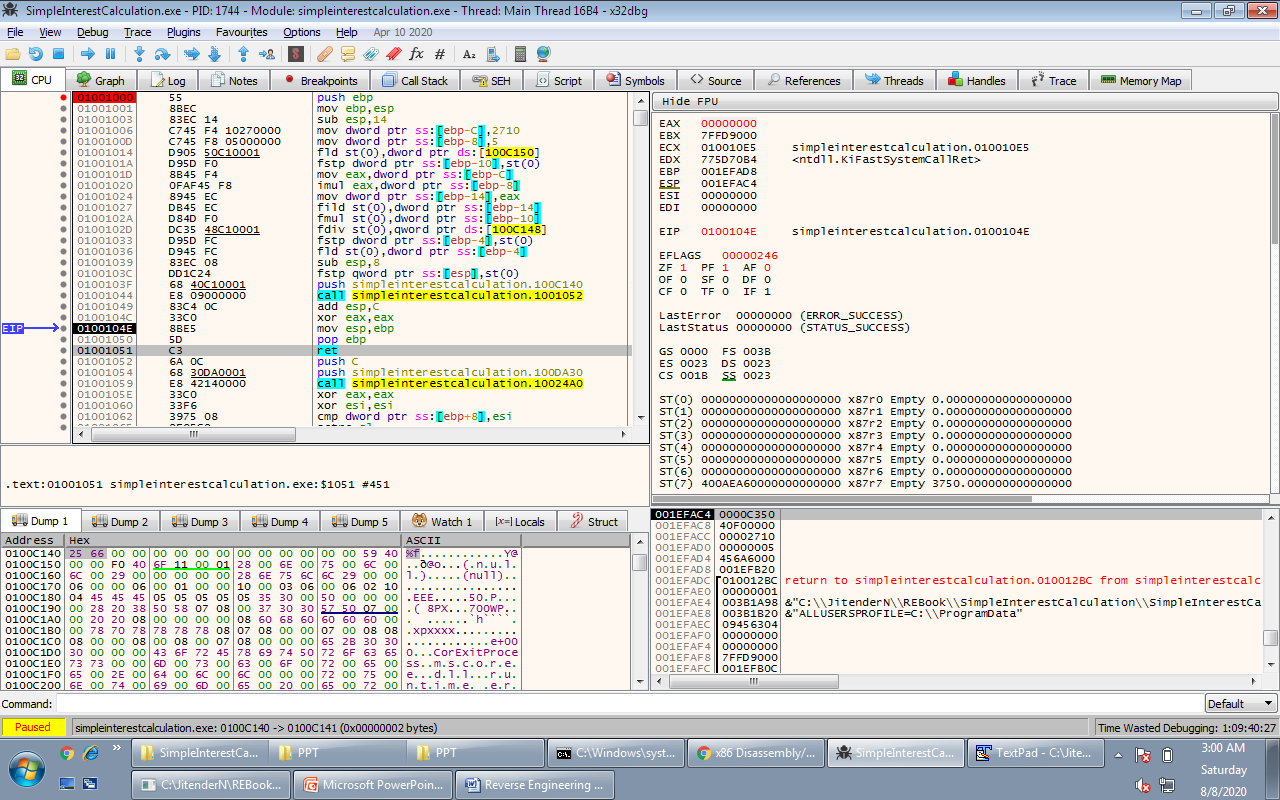 SimpleInterestCalculation.exe - PID: 1744 - Module: simpleinterestcalculation.exe - Thread: Main Thread 16B4 - x32dbg
File View Debug Trace Plugins Favourites Options Help Apr 10 2020
CPU Graph Log Notes Breakpoints Call Stack SEH Script Symbols Source References Threads Handles Trace Memory Map
01001000 55 push ebp
01001001 8BEC mov ebp,esp
01001003 83EC 14 sub esp,14
01001006 C745 F4 10270000 mov dword ptr ss:[ebp-C],2710
0100100D C745 F8 05000000 mov dword ptr ss:[ebp-8],5
01001014 D905 50C10001 fld st(0),dword ptr ds:[100C150]
0100101A D95D F0 fstp dword ptr ss:[ebp-10],st(0)
0100101D 8B45 F4 mov eax,dword ptr ss:[ebp-C]
01001020 0FAF45 F8 imul eax,dword ptr ss:[ebp-8]
01001024 8945 EC mov dword ptr ss:[ebp-14],eax
01001027 DB45 EC fild st(0),dword ptr ss:[ebp-14]
0100102A D84D F0 fmul st(0),dword ptr ss:[ebp-10]
0100102D DC35 48C10001 fdiv st(0),qword ptr ds:[100C148]
01001033 D95D FC fstp dword ptr ss:[ebp-4],st(0)
01001036 D945 FC fld st(0),dword ptr ss:[ebp-4]
01001039 83EC 08 sub esp,8
0100103C DD1C24 fstp qword ptr ss:[esp],st(0)
0100103F 68 40C10001 push simpleinterestcalculation.100C140
01001044 E8 09000000 call simpleinterestcalculation.1001052
01001049 83C4 0C add esp,C
0100104C 33C0 xor eax,eax
EIP 0100104E 8BE5 mov esp,ebp
01001050 5D pop ebp
01001051 C3 ret
01001052 6A 0C push C
01001054 68 30DA0001 push simpleinterestcalculation.100DA30
01001059 E8 42140000 call simpleinterestcalculation.10024A0
0100105E 33C0 xor eax,eax
01001060 33F6 xor esi,esi
01001062 3975 08 cmp dword ptr ss:[ebp+8],esi
.text:01001051 simpleinterestcalculation.exe:$1051 #451
Hide FPU
EAX 00000000
EBX 7FFD9000
ECX 010010E5 simpleinterestcalculation.010010E5
EDX 775D70B4 <ntdll.KiFastSystemCallRet>
EBP 001EFAD8
ESP 001EFAC4
ESI 00000000
EDI 00000000
EIP 0100104E simpleinterestcalculation.0100104E
EFLAGS 00000246
ZF 1 PF 1 AF 0
OF 0 SF 0 DF 0
CF 0 TF 0 IF 1
LastError 00000000 (ERROR_SUCCESS)
LastStatus 00000000 (STATUS_SUCCESS)
GS 0000 FS 003B
ES 0023 DS 0023
CS 001B SS 0023
ST(0) 00000000000000000000 x87r0 Empty 0.000000000000000000
ST(1) 00000000000000000000 x87r1 Empty 0.000000000000000000
ST(2) 00000000000000000000 x87r2 Empty 0.000000000000000000
ST(3) 00000000000000000000 x87r3 Empty 0.000000000000000000
ST(4) 00000000000000000000 x87r4 Empty 0.000000000000000000
ST(5) 00000000000000000000 x87r5 Empty 0.000000000000000000
ST(6) 00000000000000000000 x87r6 Empty 0.000000000000000000
ST(7) 400AEA60000000000000 x87r7 Empty 3750.000000000000000
Dump 1 Dump 2 Dump 3 Dump 4 Dump 5 Watch 1 Locals Struct
Address Hex ASCII
0100C140 25 66 00 00 00 00 00 00 00 00 00 00 00 00 59 40 %f............Y@
0100C150 00 00 F0 40 6F 11 00 01 28 00 6E 00 75 00 6C 00 ..ð@o...(.n.u.l.
0100C160 6C 00 29 00 00 00 00 00 28 6E 75 6C 6C 29 00 00 l.).....(null)..
0100C170 06 00 00 06 00 01 00 00 10 00 03 06 00 06 02 10
0100C180 04 45 45 45 05 05 05 05 05 35 30 00 50 00 00 00 .EEE.....50.P...
0100C190 00 28 20 38 50 58 07 08 00 37 30 30 57 50 07 00 .( 8PX...700WP..
0100C1A0 00 20 20 08 00 00 00 00 08 60 68 60 60 60 60 00 .  ......`h````.
0100C1B0 00 78 70 78 78 78 78 08 07 08 00 00 07 00 08 08 .xpxxxx.........
0100C1C0 08 00 00 08 00 08 00 07 08 00 00 00 65 2B 30 30 ............e+00
0100C1D0 30 00 00 00 43 6F 72 45 78 69 74 50 72 6F 63 65 0...CorExitProce
0100C1E0 73 73 00 00 6D 00 73 00 63 00 6F 00 72 00 65 00 ss..m.s.c.o.r.e.
0100C1F0 65 00 2E 00 64 00 6C 00 6C 00 00 00 72 00 75 00 e...d.l.l...r.u.
0100C200 6E 00 74 00 69 00 6D 00 65 00 20 00 65 00 72 00 n.t.i.m.e. .e.r.
001EFAC4 0000C350
001EFAC8 40F00000
001EFACC 00002710
001EFAD0 00000005
001EFAD4 456A6000
001EFAD8 001EFB20
001EFADC 010012BC return to simpleinterestcalculation.010012BC from simpleinterestcalc
001EFAE0 00000001
001EFAE4 003B1A98 &"C:\\JitenderN\\REBook\\SimpleInterestCalculation\\SimpleInterestCa
001EFAE8 003B1B20 &"ALLUSERSPROFILE=C:\\ProgramData"
001EFAEC 09456304
001EFAF0 00000000
001EFAF4 00000000
001EFAF8 7FFD9000
001EFAFC 001EFB0C
Command: Default
Paused simpleinterestcalculation.exe: 0100C140 -> 0100C141 (0x00000002 bytes) Time Wasted Debugging: 1:09:40:27
SimpleInterestCa... PPT PPT C:\Windows\syst... x86 Disassembly/... SimpleInterestCa... TextPad - C:\Jite...
C:\JitenderN\REBook... Microsoft PowerPoin... Reverse Engineering ...
3:00 AM
Saturday
8/8/2020